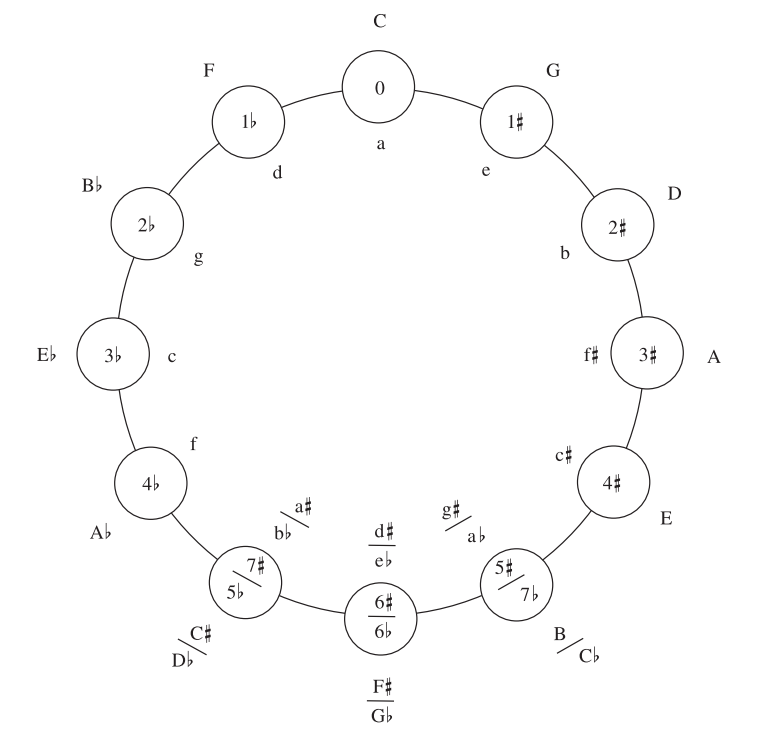 C
F
G
0
1♭
1♯
a
d
e
B♭
D
2♭
2♯
g
b
E♭
3♭
c
f♯
3♯
A
f
c♯
4♭
4♯
A♭
E
a♯
b♭
d♯
e♭
g♯
a♭
7♯
5♭
6♯
6♭
5♯
7♭
C♯
D♭
B
C♭
F♯
G♭